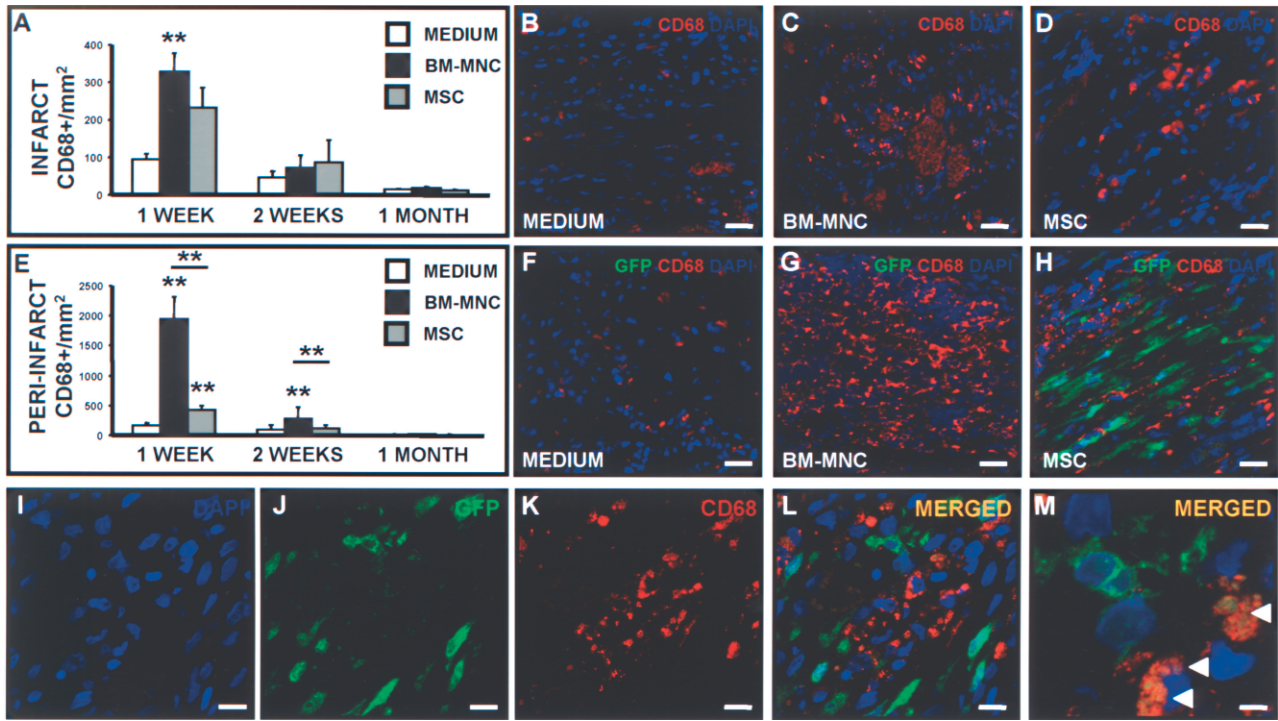 A
INFARCT
CD68+/mm²
400
300
200
100
0
**
MEDIUM
BM-MNC
MSC
1 WEEK
2 WEEKS
1 MONTH
B
CD68 DAPI
MEDIUM
C
CD68 DAPI
BM-MNC
D
CD68 DAPI
MSC
E
PERI-INFARCT
CD68+/mm²
2500
2000
1500
1000
500
0
**
**
**
**
**
MEDIUM
BM-MNC
MSC
1 WEEK
2 WEEKS
1 MONTH
F
GFP CD68 DAPI
MEDIUM
G
GFP CD68 DAPI
BM-MNC
H
GFP CD68 DAPI
MSC
I
DAPI
J
GFP
K
CD68
L
MERGED
M
MERGED